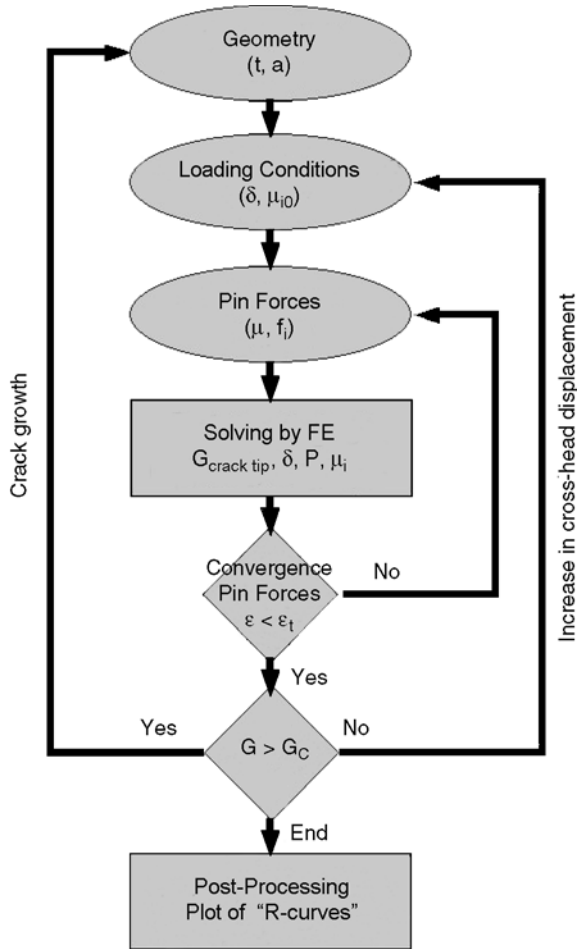 Geometry
(t, a)
Loading Conditions
(δ, μi0)
Pin Forces
(μ, fi)
Solving by FE
Gcrack tip, δ, P, μi
Convergence
Pin Forces
ε < εt
No
Yes
Yes
G > GC
No
End
Post-Processing
Plot of “R-curves”
Crack growth
Increase in cross-head displacement